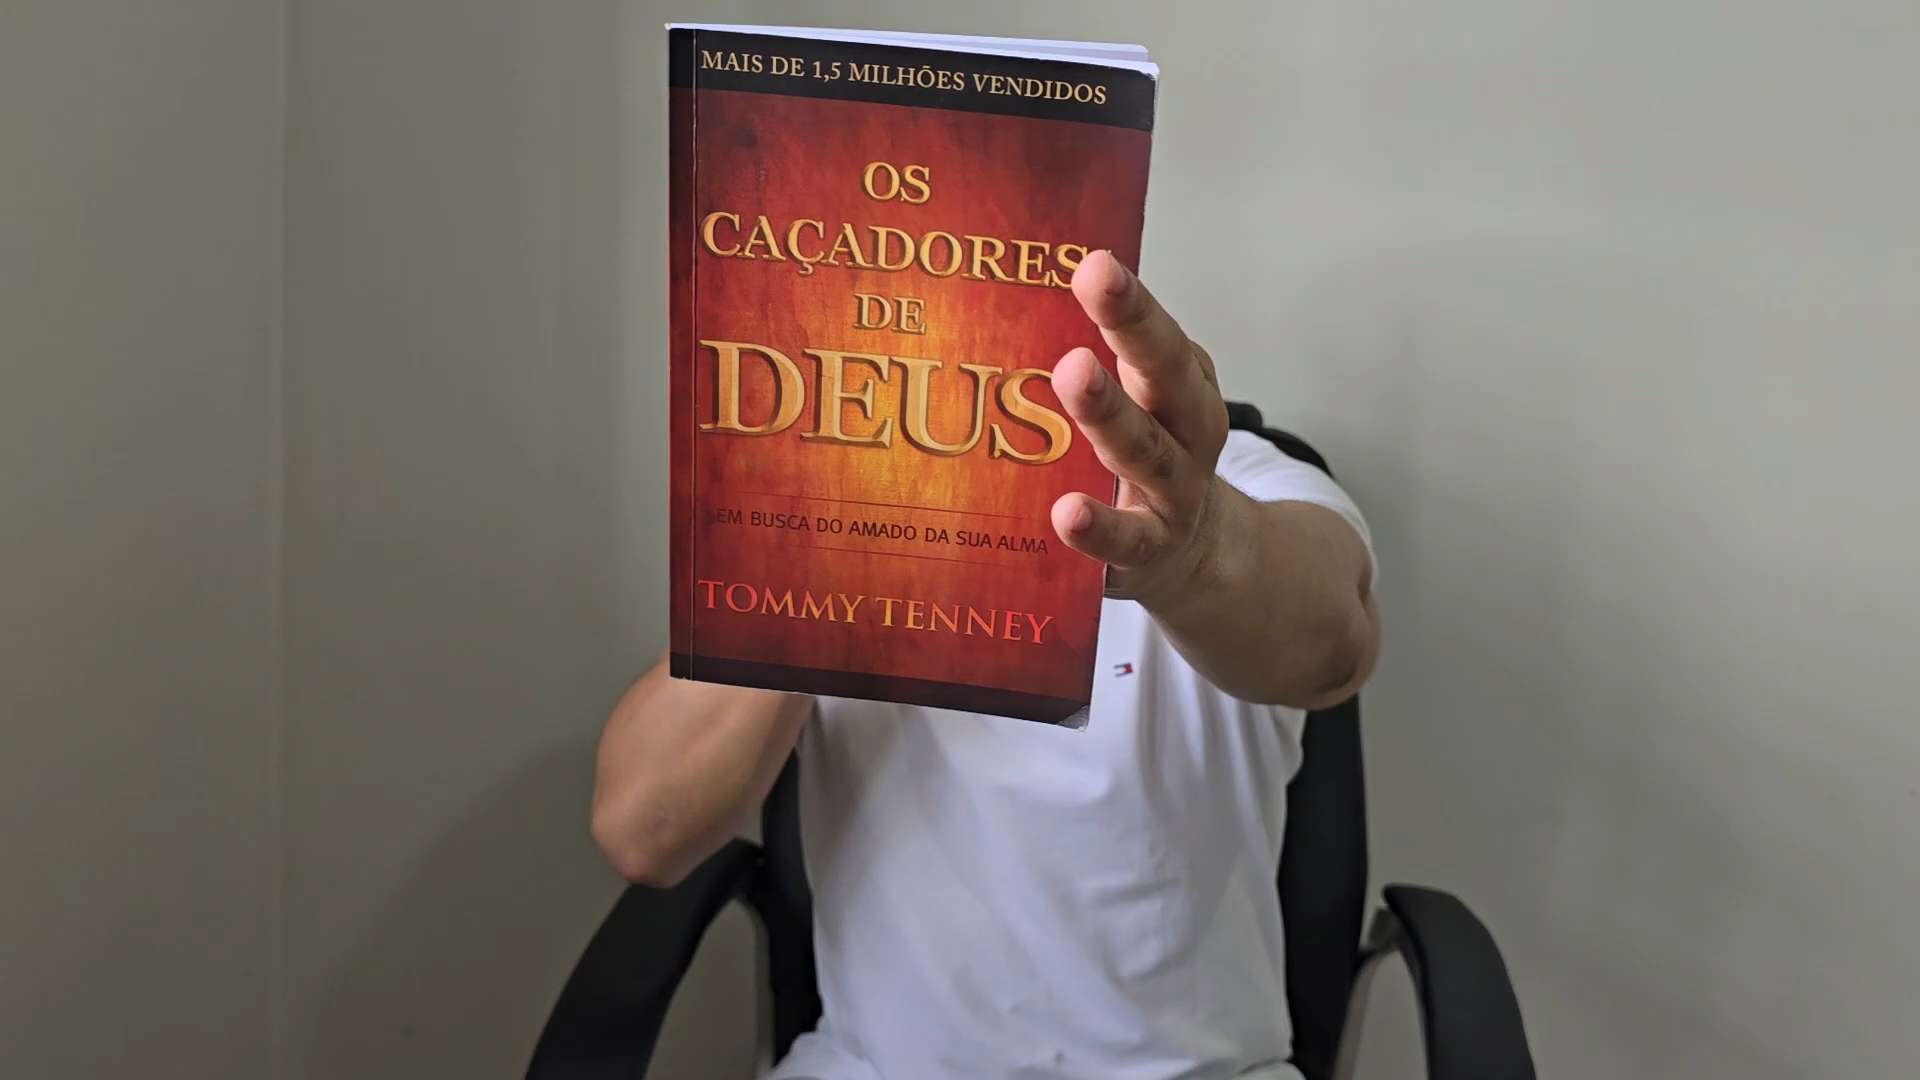 MAIS DE 1,5 MILHÕES VENDIDOS
OS
CAÇADORES
DE
DEUS
EM BUSCA DO AMADO DA SUA ALMA
TOMMY TENNEY